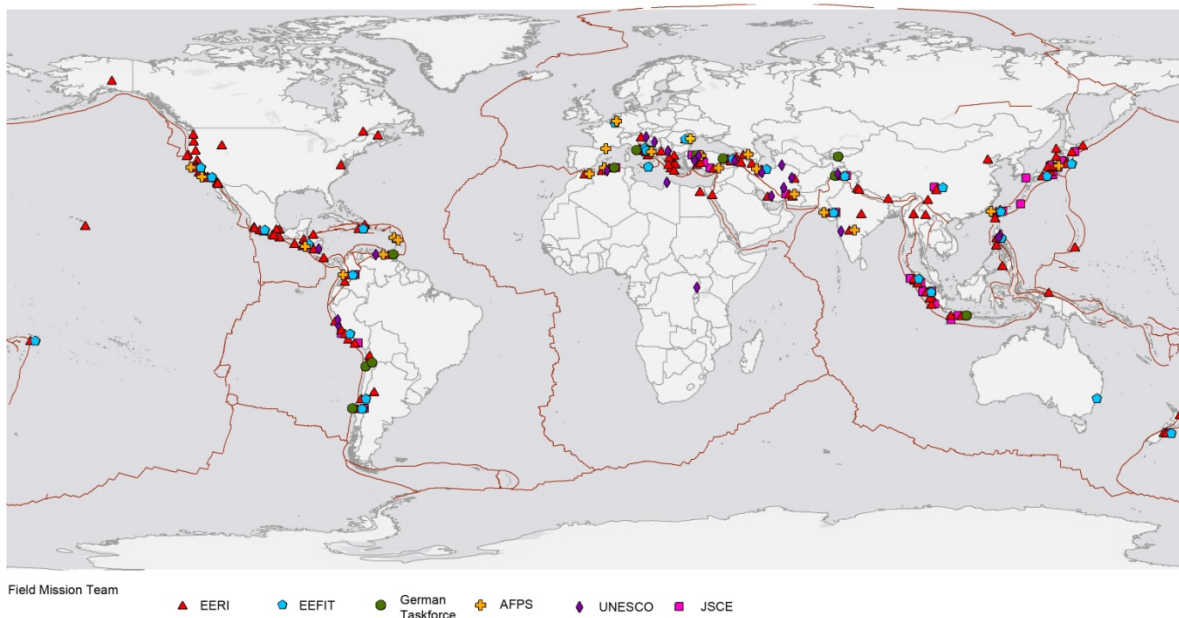 Field Mission Team
EERI
EEFIT
German
Taskforce
AFPS
UNESCO
JSCE